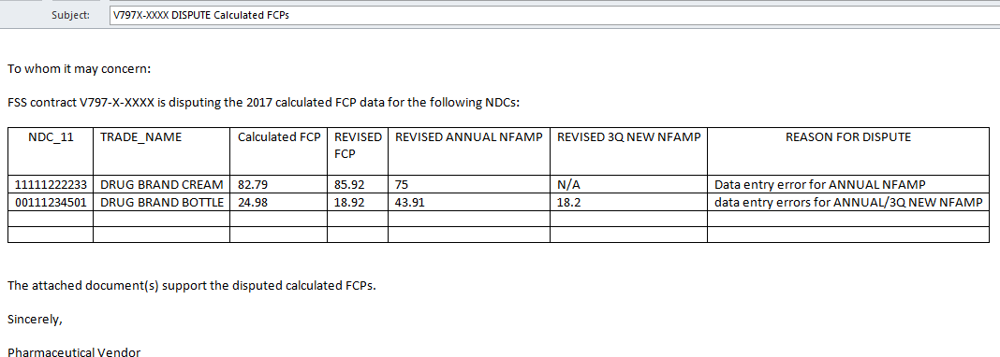 Subject: V797X-XXXX DISPUTE Calculated FCPs
To whom it may concern:
FSS contract V797-X-XXXX is disputing the 2017 calculated FCP data for the following NDCs:
NDC_11 TRADE_NAME Calculated FCP REVISED FCP REVISED ANNUAL NFAMP REVISED 3Q NEW NFAMP REASON FOR DISPUTE
11111222233 DRUG BRAND CREAM 82.79 85.92 75 N/A Data entry error for ANNUAL NFAMP
00111234501 DRUG BRAND BOTTLE 24.98 18.92 43.91 18.2 data entry errors for ANNUAL/3Q NEW NFAMP
The attached document(s) support the disputed calculated FCPs.
Sincerely,
Pharmaceutical Vendor